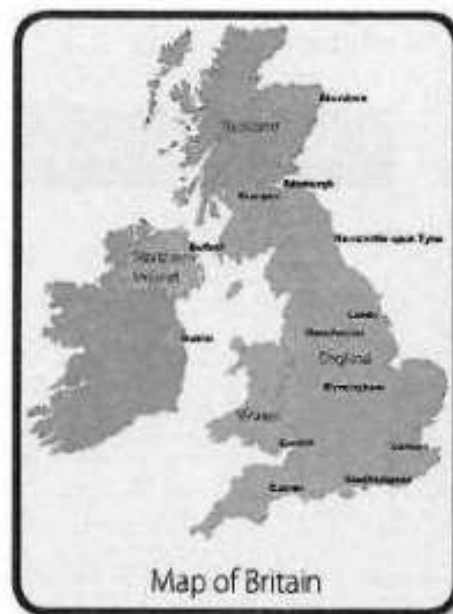 Aberdeen
Scotland
Edinburgh
Glasgow
Newcastle upon Tyne
Belfast
Northern
Ireland
Leeds
Manchester
Dublin
England
Birmingham
Wales
Cardiff
London
Southampton
Map of Britain